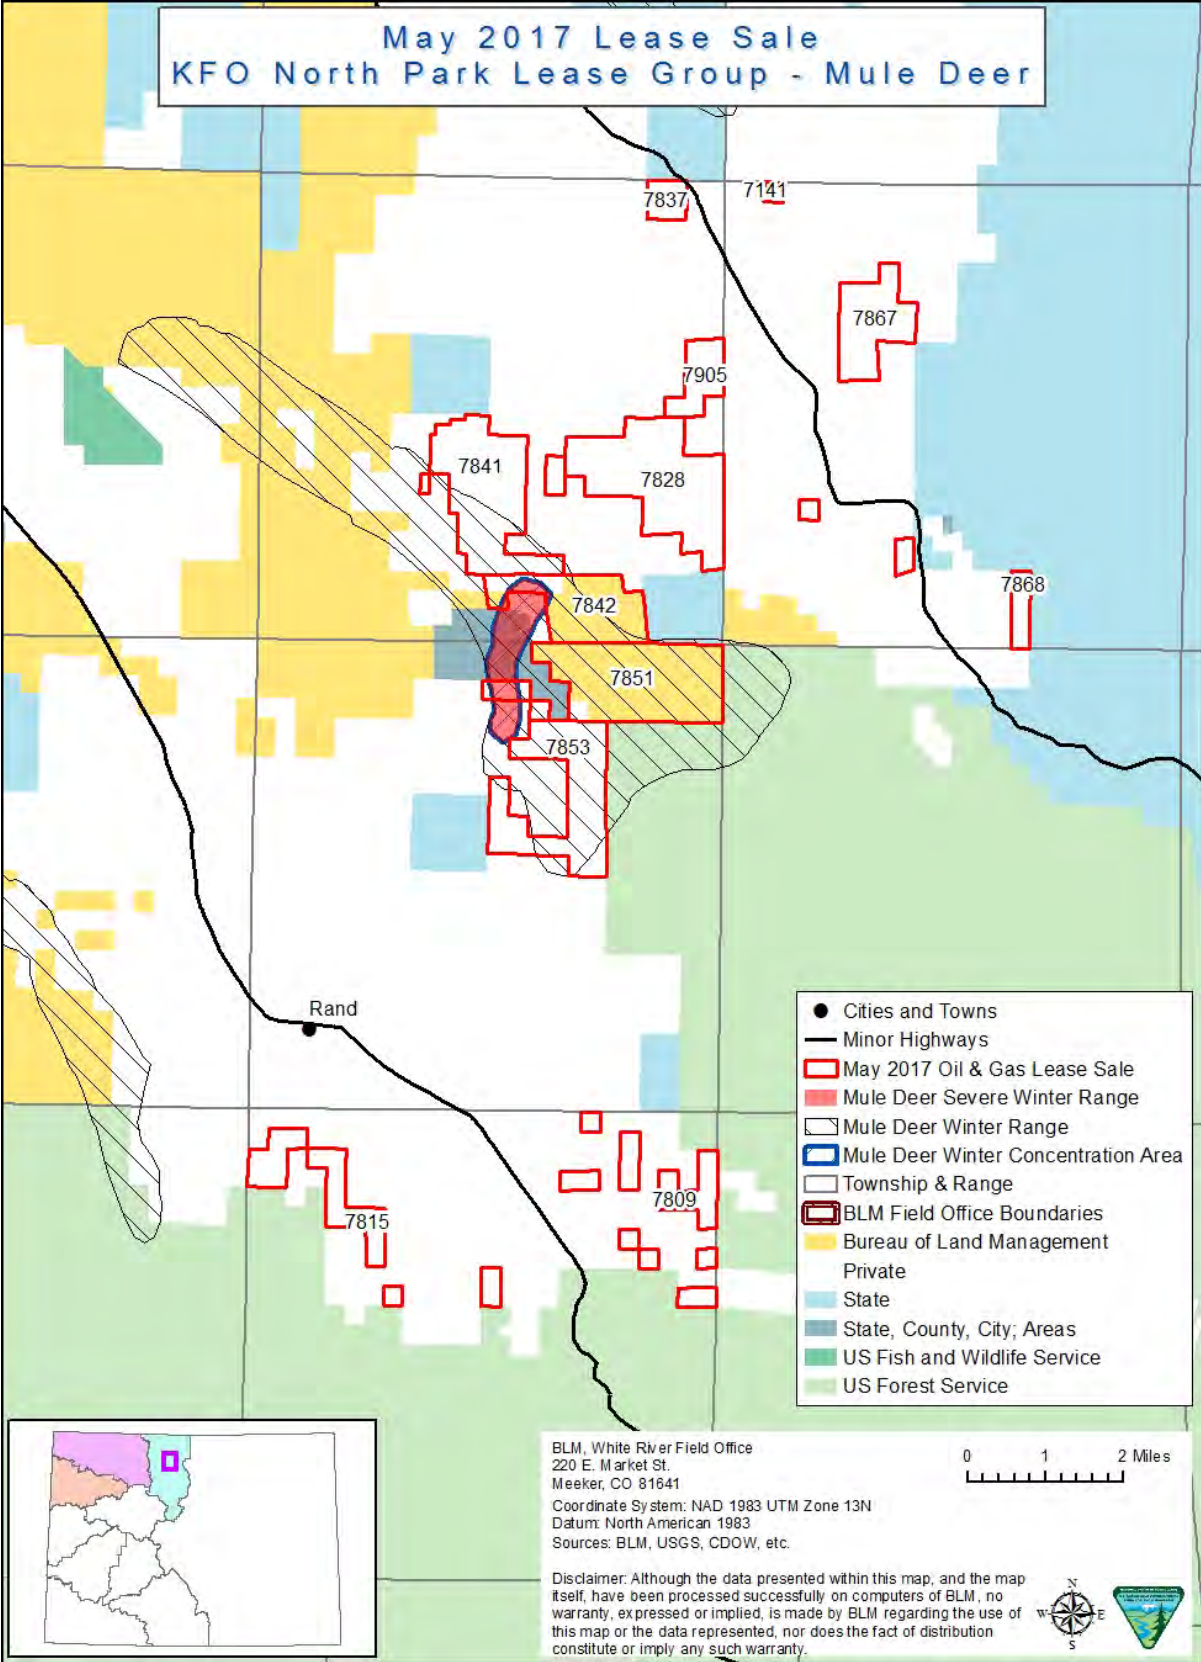 May 2017 Lease Sale
KFO North Park Lease Group - Mule Deer
7837
7141
7867
7905
7841
7828
7868
7842
7851
7853
Rand
7809
7815
Cities and Towns
Minor Highways
May 2017 Oil & Gas Lease Sale
Mule Deer Severe Winter Range
Mule Deer Winter Range
Mule Deer Winter Concentration Area
Township & Range
BLM Field Office Boundaries
Bureau of Land Management
Private
State
State, County, City; Areas
US Fish and Wildlife Service
US Forest Service
BLM, White River Field Office
220 E. Market St.
Meeker, CO 81641
Coordinate System: NAD 1983 UTM Zone 13N
Datum: North American 1983
Sources: BLM, USGS, CDOW, etc.
0 1 2 Miles
Disclaimer: Although the data presented within this map, and the map
itself, have been processed successfully on computers of BLM, no
warranty, expressed or implied, is made by BLM regarding the use of
this map or the data represented, nor does the fact of distribution
constitute or imply any such warranty.
N
W E
S